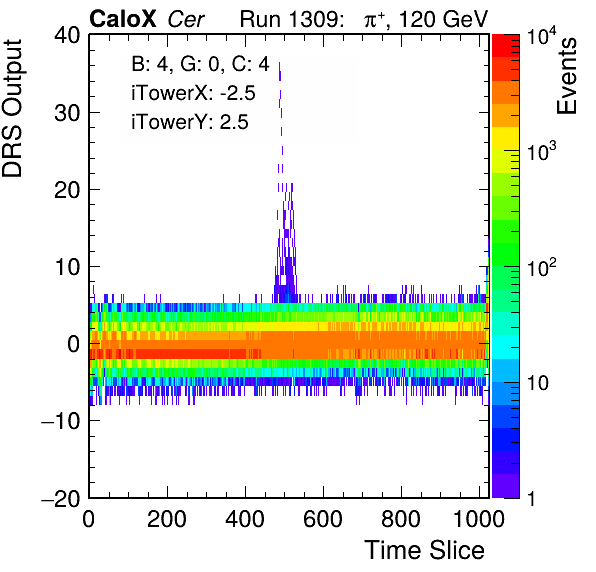 CaloX Cer Run 1309: π⁺, 120 GeV
DRS Output
Events
B: 4, G: 0, C: 4
iTowerX: -2.5
iTowerY: 2.5
40
30
20
10
0
−10
−20
0 200 400 600 800 1000
Time Slice
10⁴
10³
10²
10
1